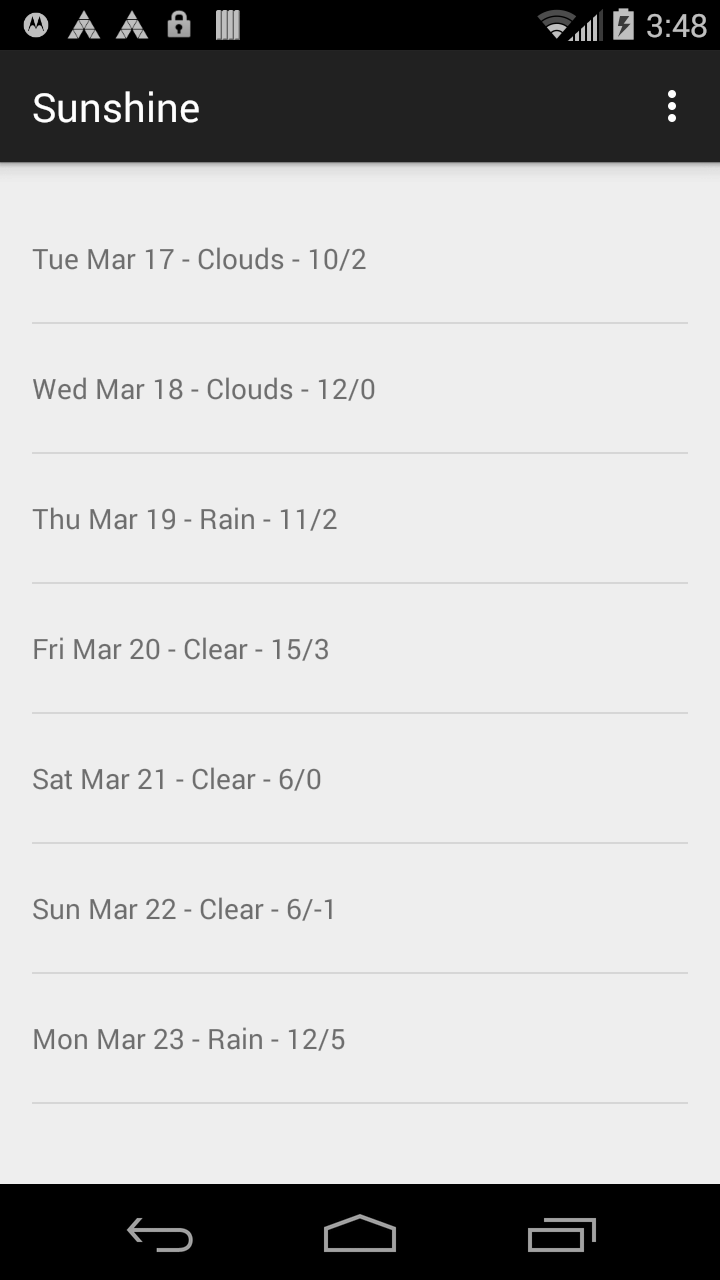 3:48
Sunshine
Tue Mar 17 - Clouds - 10/2
Wed Mar 18 - Clouds - 12/0
Thu Mar 19 - Rain - 11/2
Fri Mar 20 - Clear - 15/3
Sat Mar 21 - Clear - 6/0
Sun Mar 22 - Clear - 6/-1
Mon Mar 23 - Rain - 12/5